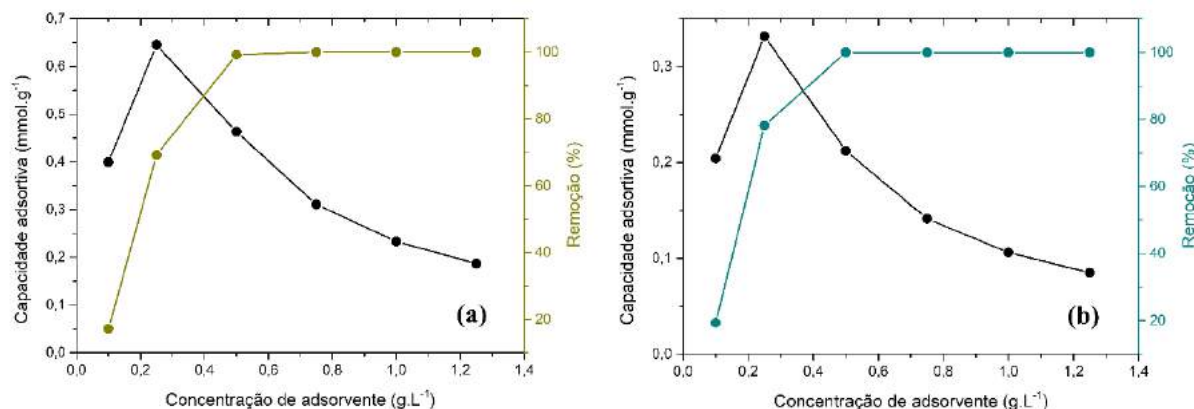 0,7
0,6
0,5
0,4
0,3
0,2
0,1
0,0
Capacidade adsortiva (mmol.g⁻¹)
0,0 0,2 0,4 0,6 0,8 1,0 1,2 1,4
Concentração de adsorvente (g.L⁻¹)
100
80
60
40
20
Remoção (%)
(a)
0,3
0,2
0,1
0,0
Capacidade adsortiva (mmol.g⁻¹)
0,0 0,2 0,4 0,6 0,8 1,0 1,2 1,4
Concentração de adsorvente (g.L⁻¹)
100
80
60
40
20
Remoção (%)
(b)